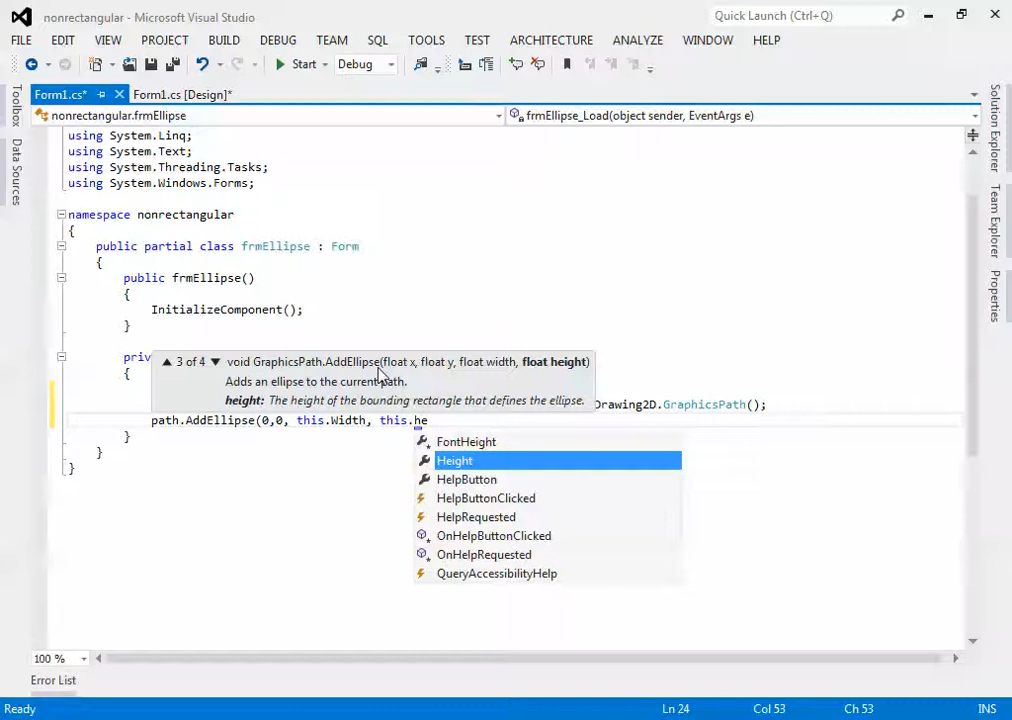 nonrectangular - Microsoft Visual Studio
Quick Launch (Ctrl+Q)
FILE EDIT VIEW PROJECT BUILD DEBUG TEAM SQL TOOLS TEST ARCHITECTURE ANALYZE WINDOW HELP
Start Debug
Form1.cs* Form1.cs [Design]*
nonrectangular.frmEllipse
frmEllipse_Load(object sender, EventArgs e)
Toolbox
Data Sources
Solution Explorer
Team Explorer
Properties
using System.Linq;
using System.Text;
using System.Threading.Tasks;
using System.Windows.Forms;
namespace nonrectangular
{
public partial class frmEllipse : Form
{
public frmEllipse()
{
InitializeComponent();
}
priv
3 of 4 void GraphicsPath.AddEllipse(float x, float y, float width, float height)
{
Adds an ellipse to the current path.
height: The height of the bounding rectangle that defines the ellipse.
Drawing2D.GraphicsPath();
path.AddEllipse(0,0, this.Width, this.he
}
}
}
FontHeight
Height
HelpButton
HelpButtonClicked
HelpRequested
OnHelpButtonClicked
OnHelpRequested
QueryAccessibilityHelp
100 %
Error List
Ready
Ln 24 Col 53 Ch 53 INS